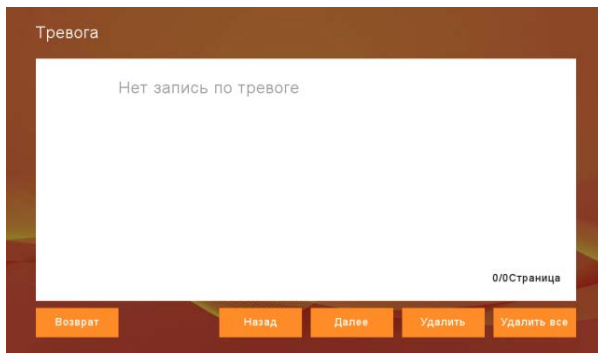 Тревога
Нет запись по тревоге
0/0Страница
Возврат Назад Далее Удалить Удалить все